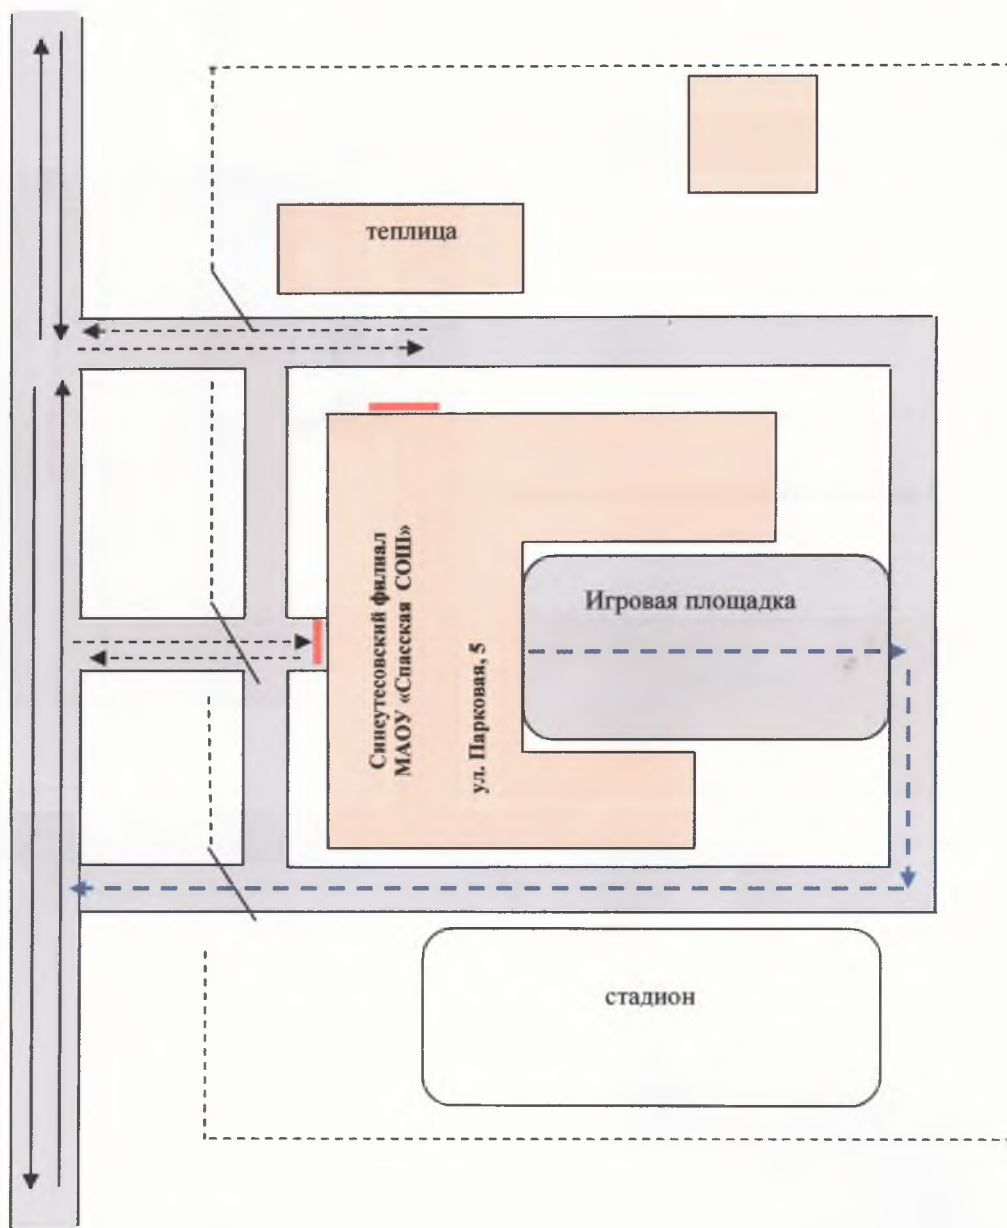 теплица
Игровая площадка
Синеутесовский филиал
МАОУ «Спасская СОШ»
ул. Парковая, 5
стадион